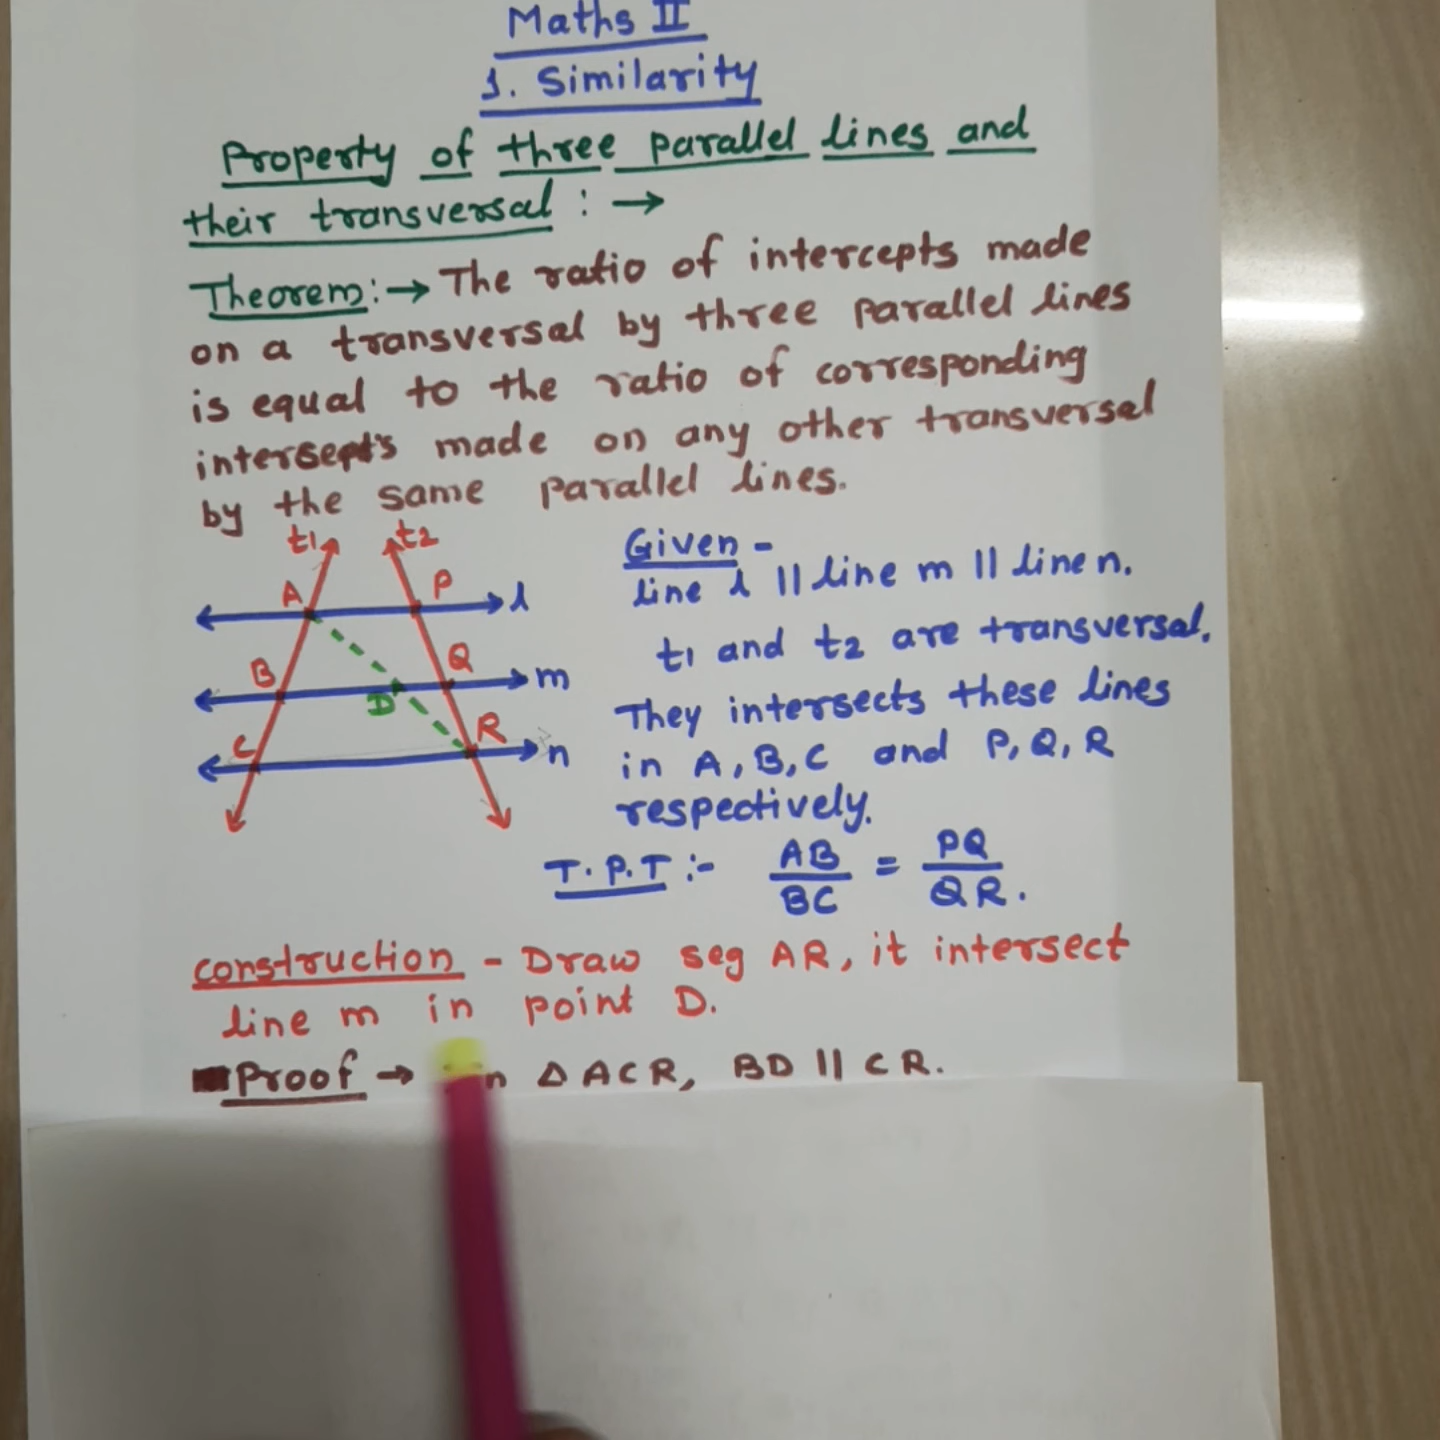 Maths II
1. Similarity
Property of three parallel lines and
their transversal : →
Theorem:→ The ratio of intercepts made
on a transversal by three parallel lines
is equal to the ratio of corresponding
intersepts made on any other transversal
by the same parallel lines.
t1 t2
A P l
B Q m
D
C R n
Given -
line l || line m || line n.
t1 and t2 are transversal.
They intersects these lines
in A, B, C and P, Q, R
respectively.
T.P.T :- AB/BC = PQ/QR.
construction - Draw seg AR, it intersect
line m in point D.
Proof → Δ ACR, BD || CR.